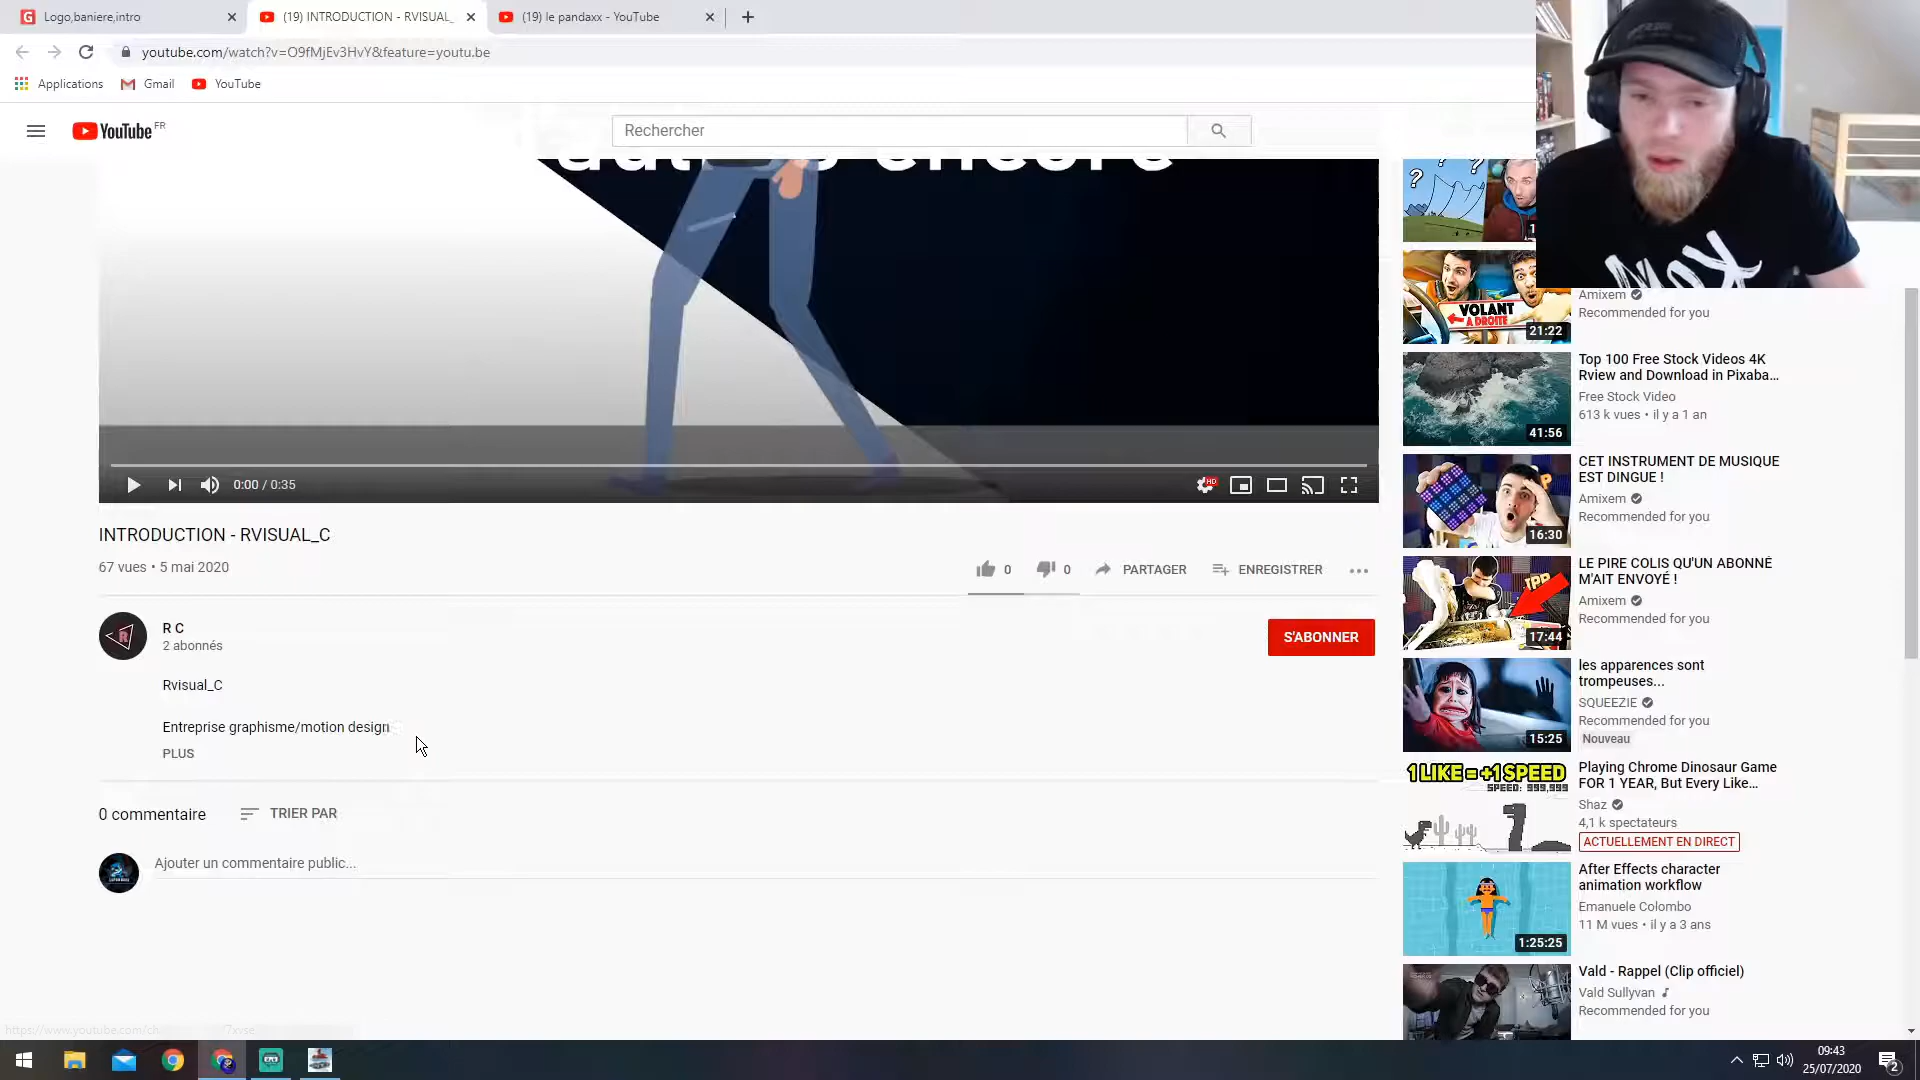 Logo,baniere,intro
(19) INTRODUCTION - RVISUAL_
(19) le pandaxx - YouTube
youtube.com/watch?v=O9fMjEv3HvY&feature=youtu.be
Applications
Gmail
YouTube
YouTube FR
Rechercher
encore
0:00 / 0:35
HD
INTRODUCTION - RVISUAL_C
67 vues • 5 mai 2020
0
0
PARTAGER
ENREGISTRER
R
R C
2 abonnés
S'ABONNER
Rvisual_C
Entreprise graphisme/motion design
PLUS
0 commentaire
TRIER PAR
Ajouter un commentaire public...
? ?
?
VOLANT
A DROITE
21:22
Amixem
Recommended for you
41:56
Top 100 Free Stock Videos 4K
Rview and Download in Pixaba...
Free Stock Video
613 k vues • il y a 1 an
16:30
CET INSTRUMENT DE MUSIQUE
EST DINGUE !
Amixem
Recommended for you
17:44
LE PIRE COLIS QU'UN ABONNÉ
M'AIT ENVOYÉ !
Amixem
Recommended for you
15:25
les apparences sont
trompeuses...
SQUEEZIE
Recommended for you
Nouveau
1 LIKE = +1 SPEED
SPEED: 999,999
Playing Chrome Dinosaur Game
FOR 1 YEAR, But Every Like...
Shaz
4,1 k spectateurs
ACTUELLEMENT EN DIRECT
1:25:25
After Effects character
animation workflow
Emanuele Colombo
11 M vues • il y a 3 ans
Vald - Rappel (Clip officiel)
Vald Sullyvan
Recommended for you
09:43
25/07/2020
2